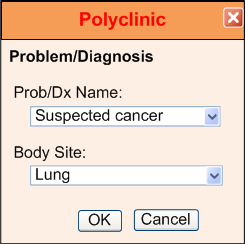 Polyclinic
Problem/Diagnosis
Prob/Dx Name:
Suspected cancer
Body Site:
Lung
OK Cancel